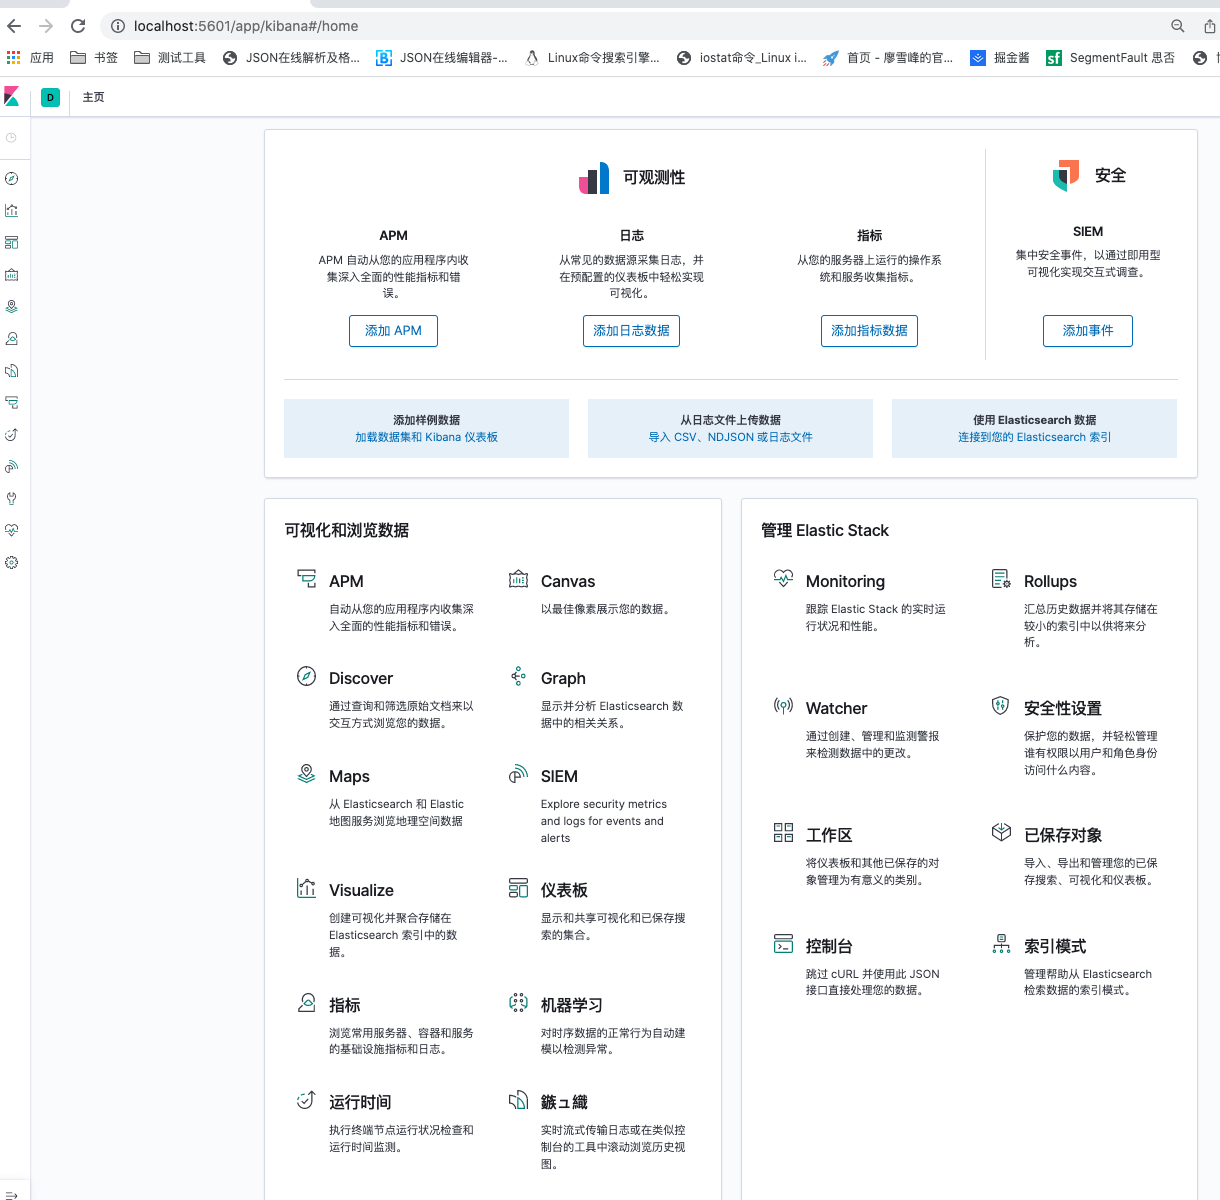 localhost:5601/app/kibana#/home
应用
书签
测试工具
JSON在线解析及格...
JSON在线编辑器-...
Linux命令搜索引擎...
iostat命令_Linux i...
首页 - 廖雪峰的官...
掘金酱
SegmentFault 思否
D
主页
可观测性
安全
APM
APM 自动从您的应用程序内收
集深入全面的性能指标和错
误。
添加 APM
日志
从常见的数据源采集日志，并
在预配置的仪表板中轻松实现
可视化。
添加日志数据
指标
从您的服务器上运行的操作系
统和服务收集指标。
添加指标数据
SIEM
集中安全事件，以通过即用型
可视化实现交互式调查。
添加事件
添加样例数据
加载数据集和 Kibana 仪表板
从日志文件上传数据
导入 CSV、NDJSON 或日志文件
使用 Elasticsearch 数据
连接到您的 Elasticsearch 索引
可视化和浏览数据
APM
自动从您的应用程序内收集深
入全面的性能指标和错误。
Canvas
以最佳像素展示您的数据。
Discover
通过查询和筛选原始文档来以
交互方式浏览您的数据。
Graph
显示并分析 Elasticsearch 数
据中的相关关系。
Maps
从 Elasticsearch 和 Elastic
地图服务浏览地理空间数据
SIEM
Explore security metrics
and logs for events and
alerts
Visualize
创建可视化并聚合存储在
Elasticsearch 索引中的数
据。
仪表板
显示和共享可视化和已保存搜
索的集合。
指标
浏览常用服务器、容器和服务
的基础设施指标和日志。
机器学习
对时序数据的正常行为自动建
模以检测异常。
运行时间
执行终端节点运行状况检查和
运行时间监测。
鏃ュ織
实时流式传输日志或在类似控
制台的工具中滚动浏览历史视
图。
管理 Elastic Stack
Monitoring
跟踪 Elastic Stack 的实时运
行状况和性能。
Rollups
汇总历史数据并将其存储在
较小的索引中以供将来分
析。
Watcher
通过创建、管理和监测警报
来检测数据中的更改。
安全性设置
保护您的数据，并轻松管理
谁有权限以用户和角色身份
访问什么内容。
工作区
将仪表板和其他已保存的对
象管理为有意义的类别。
已保存对象
导入、导出和管理您的已保
存搜索、可视化和仪表板。
控制台
跳过 cURL 并使用此 JSON
接口直接处理您的数据。
索引模式
管理帮助从 Elasticsearch
检索数据的索引模式。